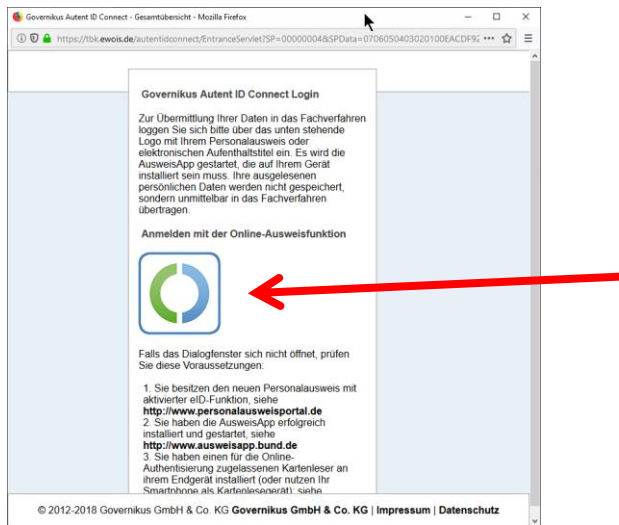 Governikus Autent ID Connect - Gesamtübersicht - Mozilla Firefox
https://tbk.ewois.de/autentidconnect/EntranceServlet?SP=00000004&SPData=0706050403020100EACDF92
Governikus Autent ID Connect Login
Zur Übermittlung Ihrer Daten in das Fachverfahren
loggen Sie sich bitte über das unten stehende
Logo mit Ihrem Personalausweis oder
elektronischen Aufenthaltstitel ein. Es wird die
AusweisApp gestartet, die auf Ihrem Gerät
installiert sein muss. Ihre ausgelesenen
persönlichen Daten werden nicht gespeichert,
sondern unmittelbar in das Fachverfahren
übertragen.
Anmelden mit der Online-Ausweisfunktion
Falls das Dialogfenster sich nicht öffnet, prüfen
Sie diese Voraussetzungen:
1. Sie besitzen den neuen Personalausweis mit
aktivierter eID-Funktion, siehe
http://www.personalausweisportal.de
2. Sie haben die AusweisApp erfolgreich
installiert und gestartet, siehe
http://www.ausweisapp.bund.de
3. Sie haben einen für die Online-
Authentisierung zugelassenen Kartenleser an
ihrem Endgerät installiert (oder nutzen Ihr
Smartphone als Kartenlesegerät), siehe
© 2012-2018 Governikus GmbH & Co. KG Governikus GmbH & Co. KG | Impressum | Datenschutz